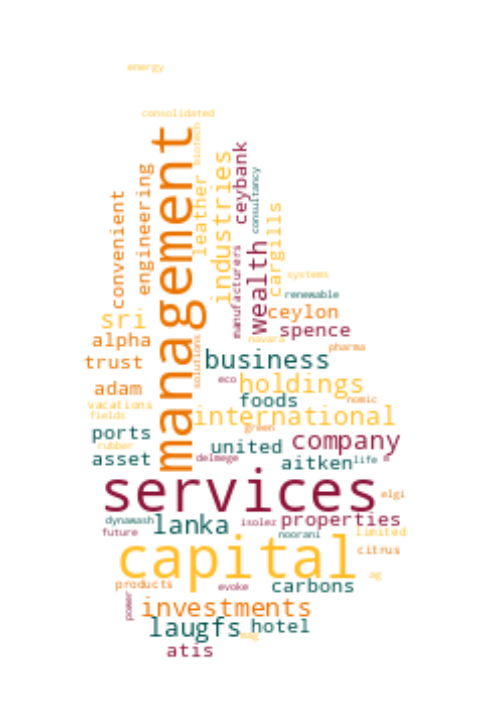 energy
consolidated
management
biotech
leather
industries
ceybank
consultancy
engineering
convenient
manufacturers
wealth
cargills
systems
renewable
sri
ceylon
spence
alpha
solutions
navara
pharma
trust
business
eco
holdings
adam
foods
nomic
vacations
fields
international
green
ports
united
company
rubber
asset
delmege
aitken
life
services
elgi
dynawash
lanka
isolez
properties
future
noorani
limited
capital
citrus
ag
products
evoke
carbons
power
investments
laugfs
hotel
atis